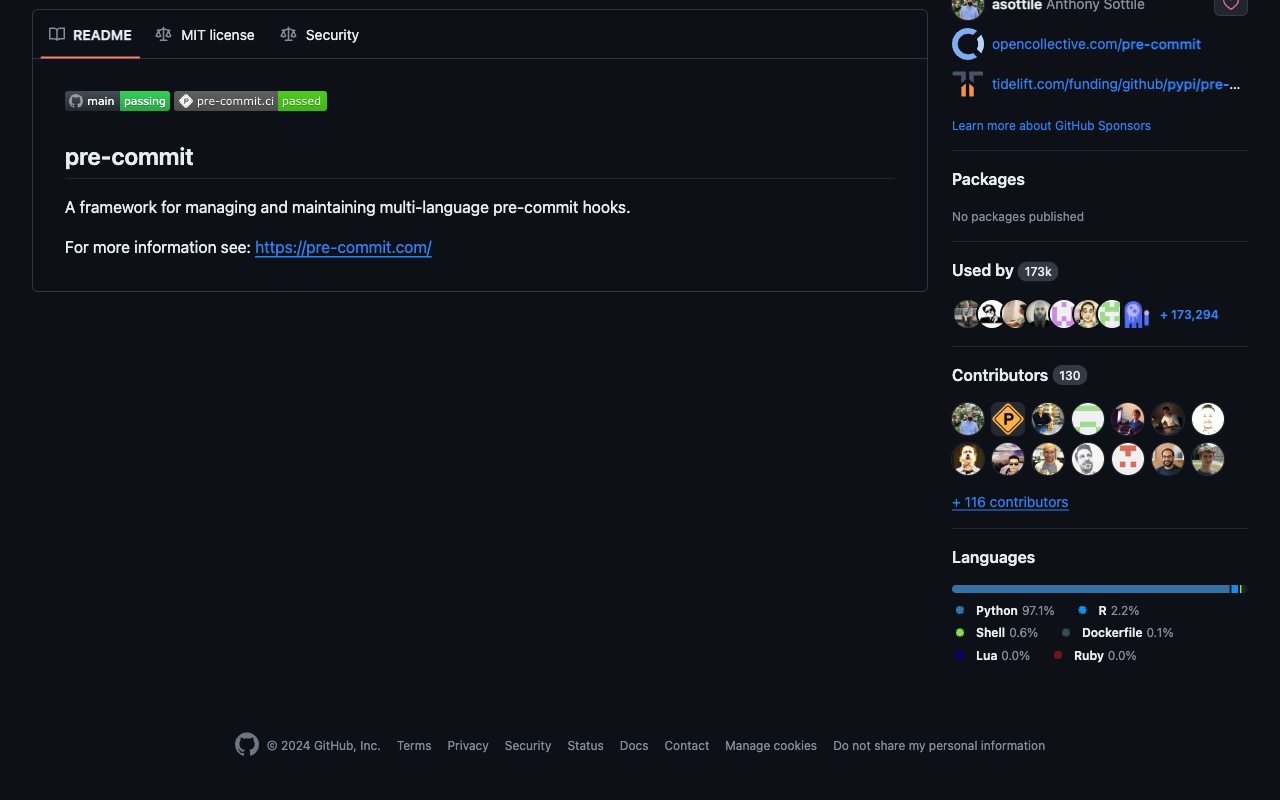 README MIT license Security
main passing pre-commit.ci passed
pre-commit
A framework for managing and maintaining multi-language pre-commit hooks.
For more information see: https://pre-commit.com/
asottile Anthony Sottile
opencollective.com/pre-commit
tidelift.com/funding/github/pypi/pre-...
Learn more about GitHub Sponsors
Packages
No packages published
Used by 173k
+ 173,294
Contributors 130
P
+ 116 contributors
Languages
Python 97.1% R 2.2%
Shell 0.6% Dockerfile 0.1%
Lua 0.0% Ruby 0.0%
© 2024 GitHub, Inc. Terms Privacy Security Status Docs Contact Manage cookies Do not share my personal information